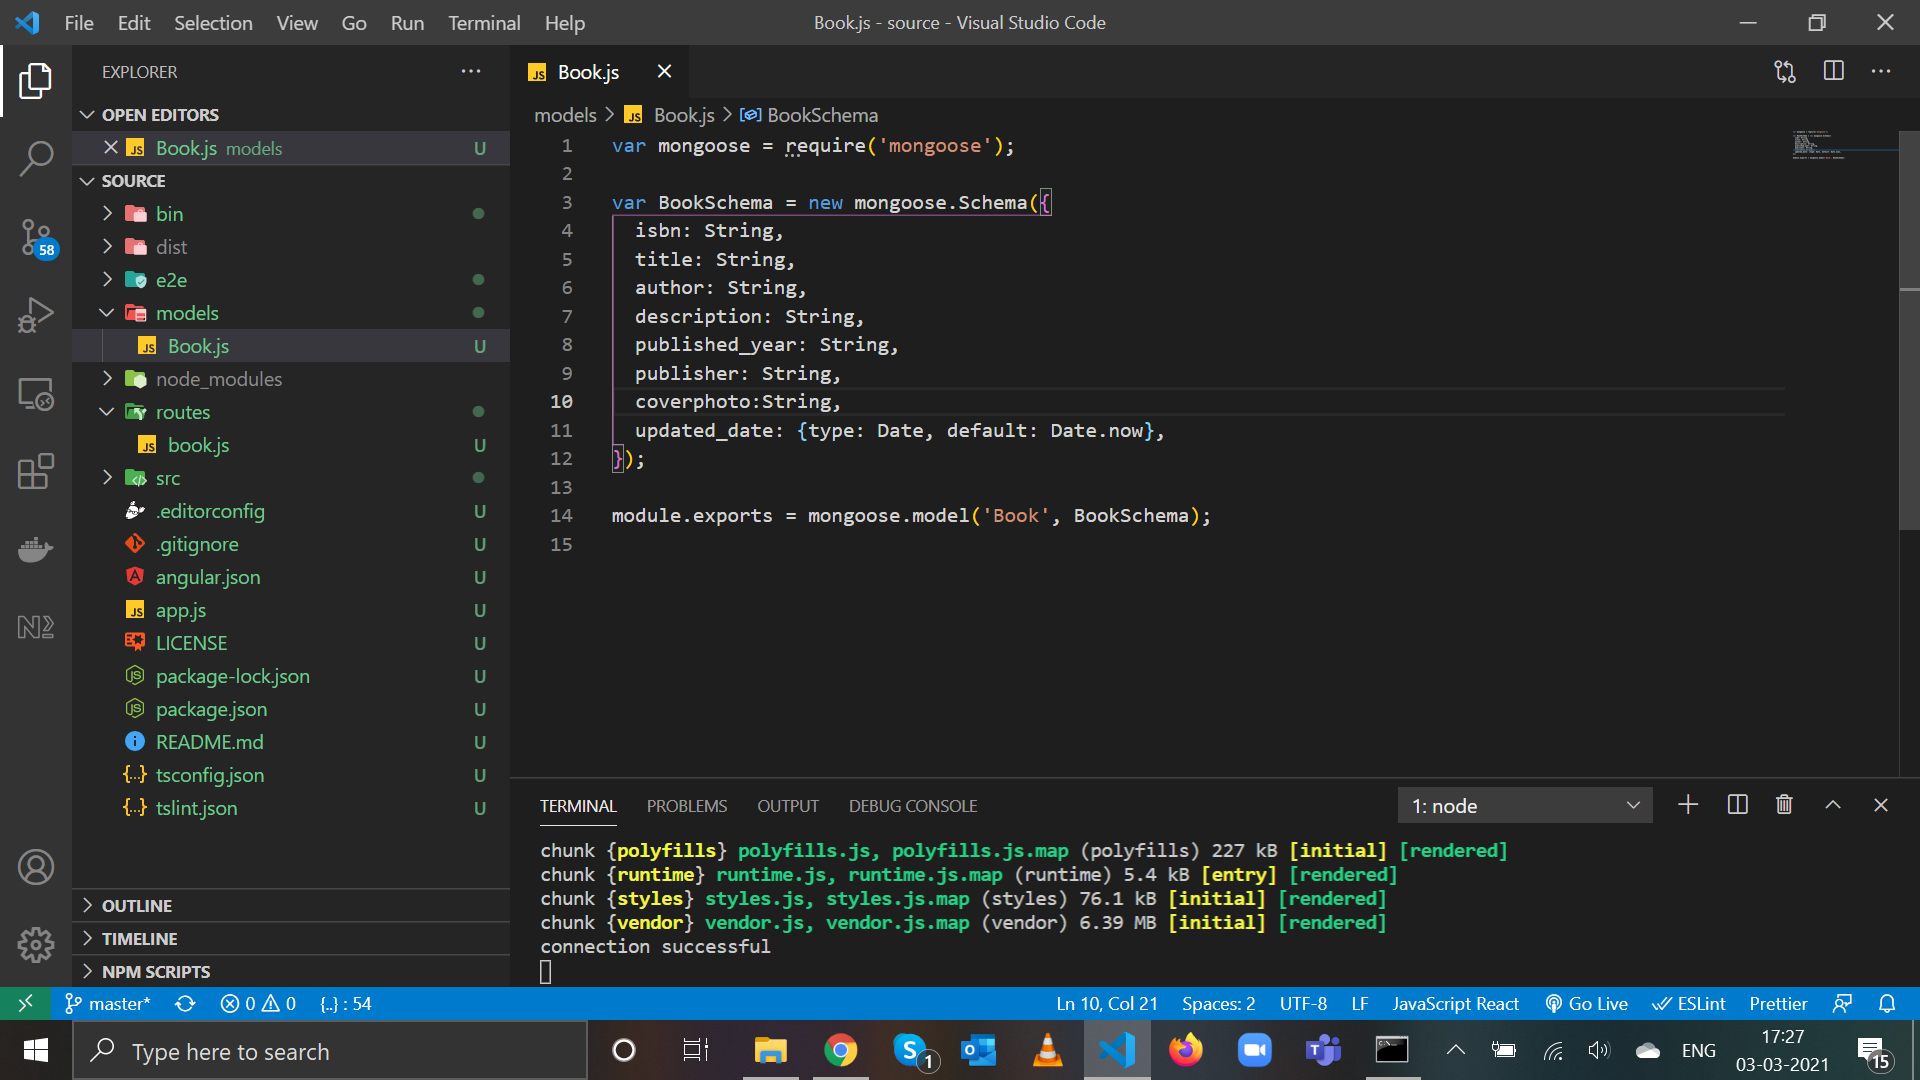 File Edit Selection View Go Run Terminal Help
Book.js - source - Visual Studio Code
EXPLORER
OPEN EDITORS
Book.js models U
SOURCE
bin
dist
e2e
models
Book.js U
node_modules
routes
book.js U
src
.editorconfig U
.gitignore U
angular.json U
app.js U
LICENSE U
package-lock.json U
package.json U
README.md U
tsconfig.json U
tslint.json U
OUTLINE
TIMELINE
NPM SCRIPTS
58
JS Book.js
models > JS Book.js > BookSchema
1 var mongoose = require('mongoose');
2
3 var BookSchema = new mongoose.Schema({
4 isbn: String,
5 title: String,
6 author: String,
7 description: String,
8 published_year: String,
9 publisher: String,
10 coverphoto:String,
11 updated_date: {type: Date, default: Date.now},
12 });
13
14 module.exports = mongoose.model('Book', BookSchema);
15
TERMINAL PROBLEMS OUTPUT DEBUG CONSOLE
1: node
chunk {polyfills} polyfills.js, polyfills.js.map (polyfills) 227 kB [initial] [rendered]
chunk {runtime} runtime.js, runtime.js.map (runtime) 5.4 kB [entry] [rendered]
chunk {styles} styles.js, styles.js.map (styles) 76.1 kB [initial] [rendered]
chunk {vendor} vendor.js, vendor.js.map (vendor) 6.39 MB [initial] [rendered]
connection successful
master* 0 0 {..} : 54
Ln 10, Col 21 Spaces: 2 UTF-8 LF JavaScript React Go Live ESLint Prettier
Type here to search
1
ENG
17:27
03-03-2021
15